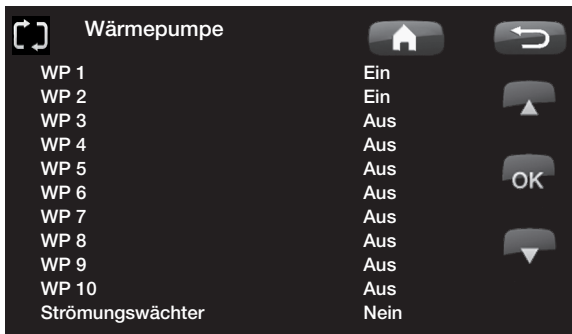 Wärmepumpe
WP 1 Ein
WP 2 Ein
WP 3 Aus
WP 4 Aus
WP 5 Aus
WP 6 Aus
WP 7 Aus
WP 8 Aus
WP 9 Aus
WP 10 Aus
Strömungswächter Nein
OK